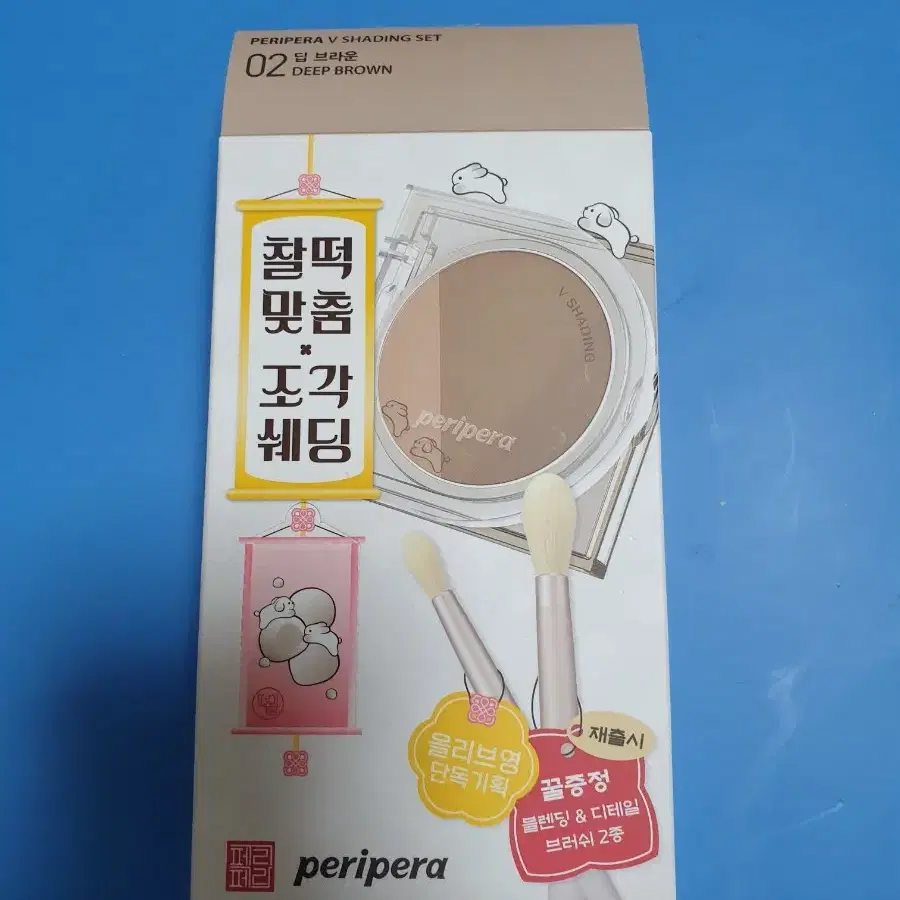 PERIPERA V SHADING SET
02 딥 브라운
DEEP BROWN
찰떡
맞춤
조각
쉐딩
V SHADING
peripera
올리브영
단독기획
재출시
꿀증정
블렌딩 & 디테일
브러쉬 2종
페리
페라
peripera